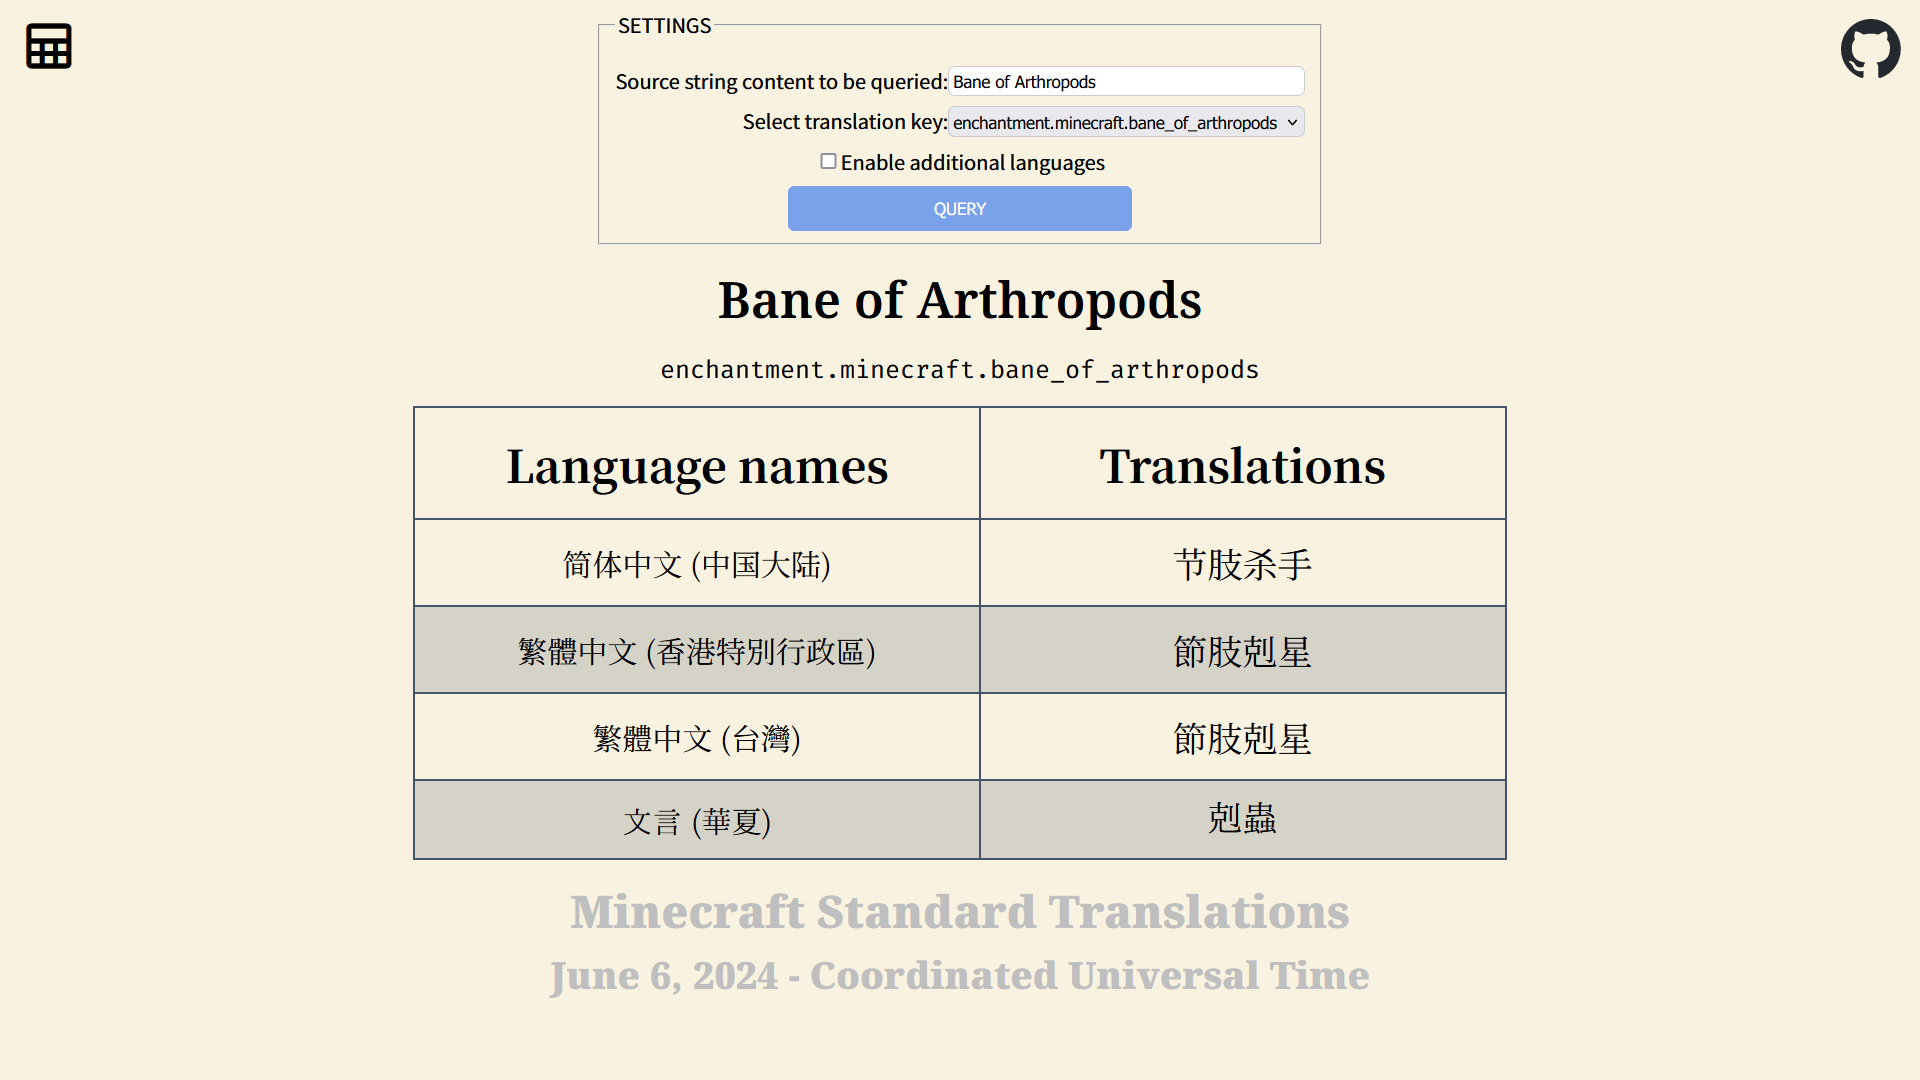 SETTINGS
Source string content to be queried: Bane of Arthropods
Select translation key: enchantment.minecraft.bane_of_arthropods
Enable additional languages
QUERY
Bane of Arthropods
enchantment.minecraft.bane_of_arthropods
Language names Translations
简体中文 (中国大陆) 节肢杀手
繁體中文 (香港特別行政區) 節肢剋星
繁體中文 (台灣) 節肢剋星
文言 (華夏) 剋蟲
Minecraft Standard Translations
June 6, 2024 - Coordinated Universal Time